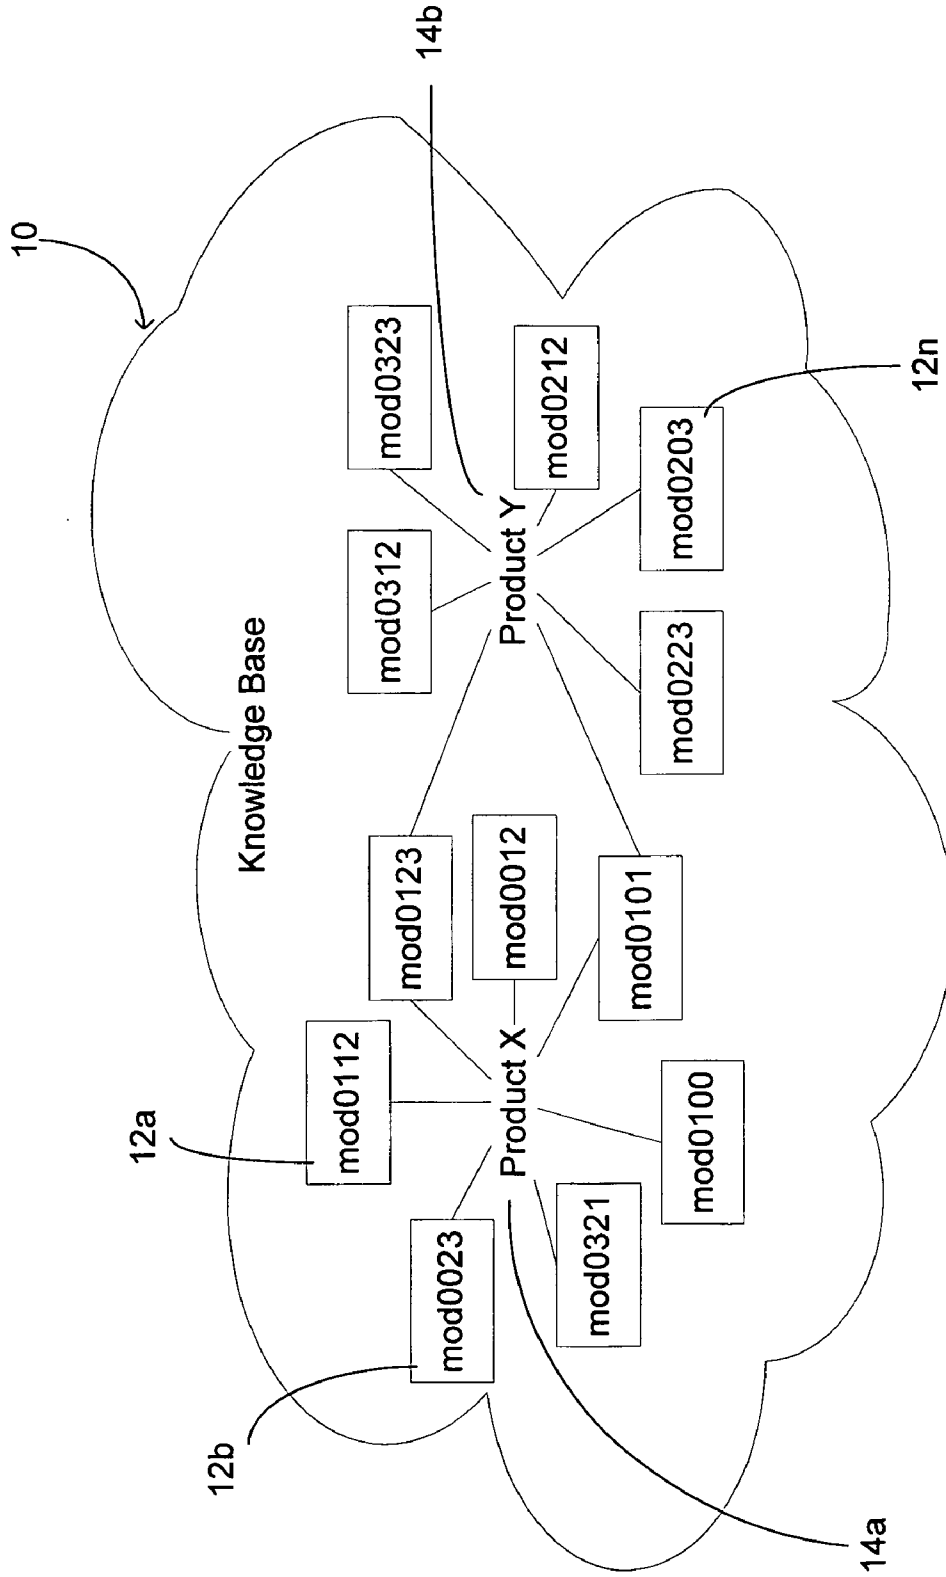 10
Knowledge Base
12a
12b
mod0112
mod0323
mod0312
mod0123
mod0023
14b
Product X
mod0012
Product Y
mod0212
mod0321
mod0101
mod0223
mod0203
mod0100
14a
12n